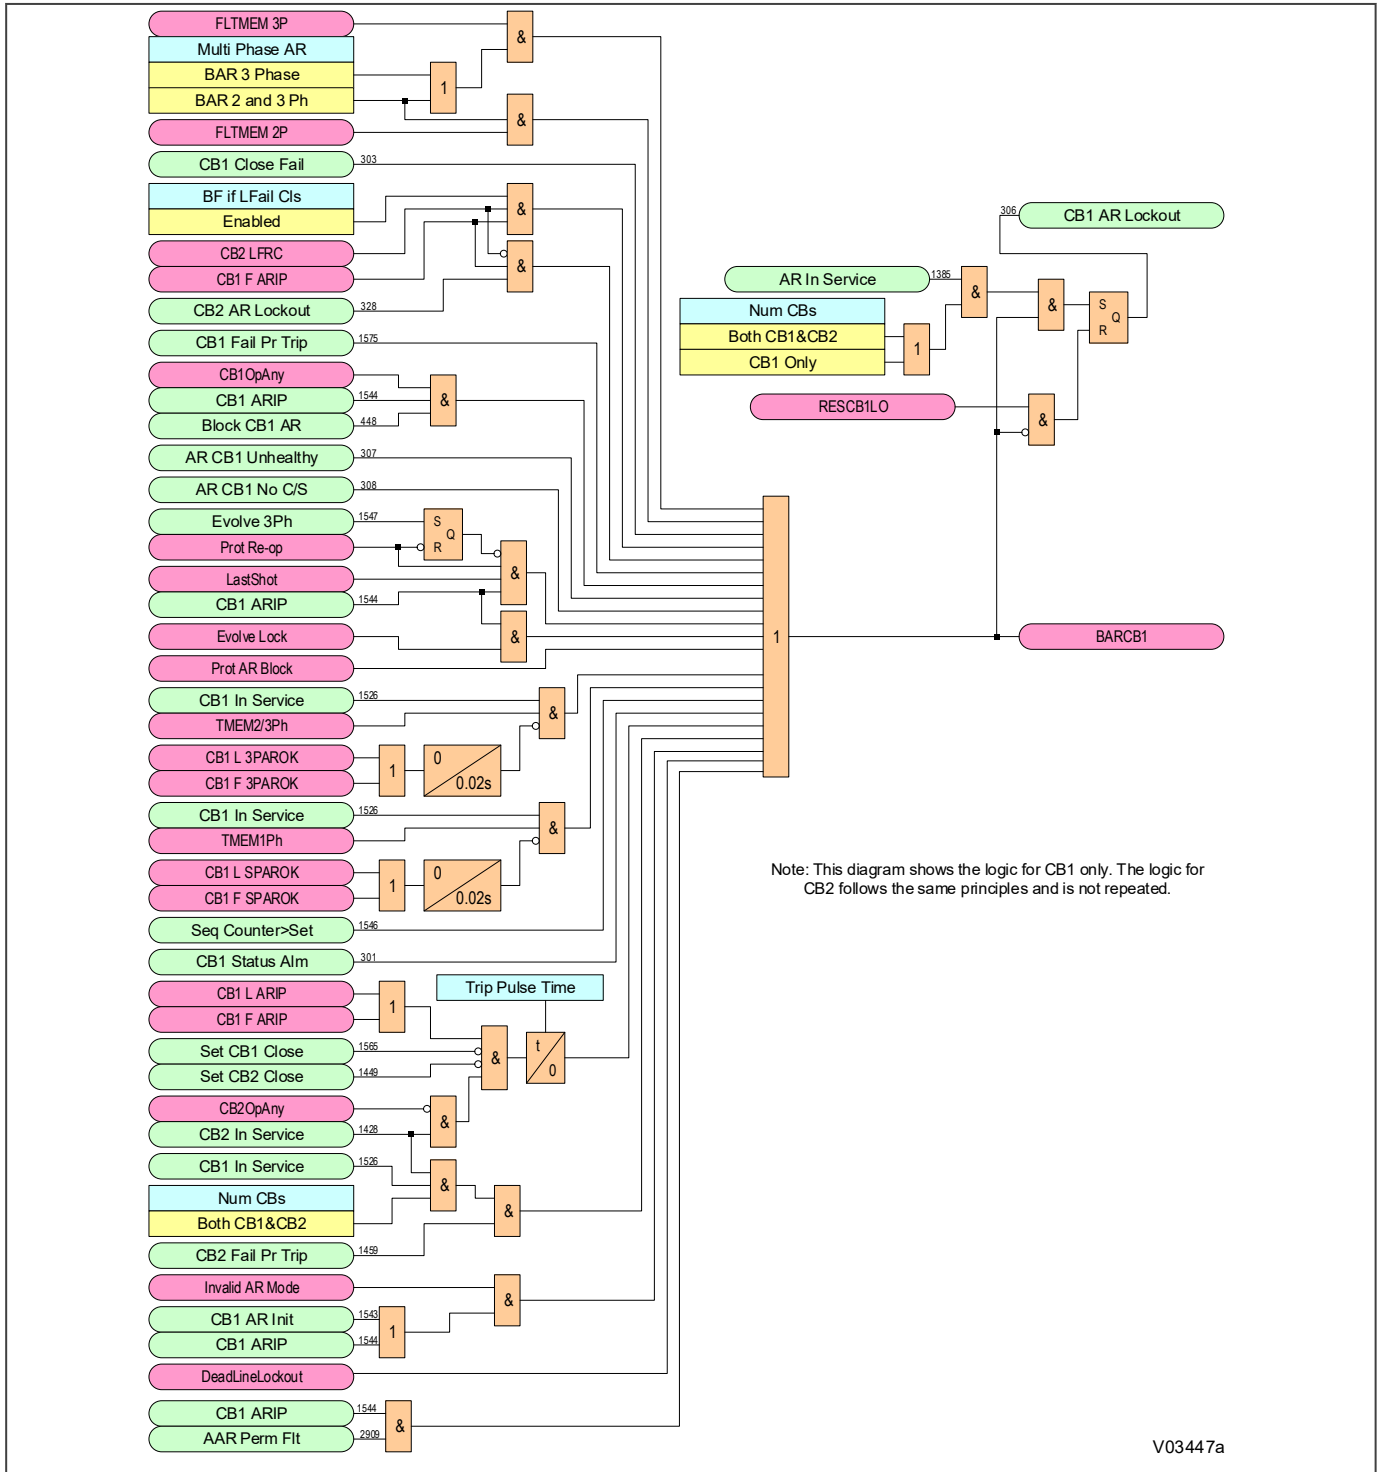 FLTMEM 3P
&
Multi Phase AR
BAR 3 Phase
1
BAR 2 and 3 Ph
&
FLTMEM 2P
CB1 Close Fail 303
BF if LFail Cls
Enabled
&
CB2 LFRC
&
CB1 F ARIP
CB2 AR Lockout 328
CB1 Fail Pr Trip 1575
CB1OpAny
CB1 ARIP 1544
&
Block CB1 AR 448
AR CB1 Unhealthy 307
AR CB1 No C/S 308
Evolve 3Ph 1547
S
Q
R
Prot Re-op
&
LastShot
CB1 ARIP 1544
Evolve Lock
&
Prot AR Block
CB1 In Service 1526
&
TMEM2/3Ph
CB1 L 3PAROK
1
0
0.02s
CB1 F 3PAROK
CB1 In Service 1526
&
TMEM1Ph
CB1 L SPAROK
1
0
0.02s
CB1 F SPAROK
Seq Counter>Set 1546
CB1 Status Alm 301
CB1 L ARIP
1
Trip Pulse Time
CB1 F ARIP
Set CB1 Close 1565
&
t
0
Set CB2 Close 1449
CB2OpAny
&
CB2 In Service 1428
CB1 In Service 1526
&
Num CBs
&
Both CB1&CB2
CB2 Fail Pr Trip 1459
Invalid AR Mode
&
CB1 AR Init 1543
1
CB1 ARIP 1544
DeadLineLockout
CB1 ARIP 1544
&
AAR Perm Flt 2909
1
306 CB1 AR Lockout
AR In Service 1385
&
&
S
Q
R
Num CBs
Both CB1&CB2
1
CB1 Only
RESCB1LO
&
BARCB1
Note: This diagram shows the logic for CB1 only. The logic for
CB2 follows the same principles and is not repeated.
V03447a